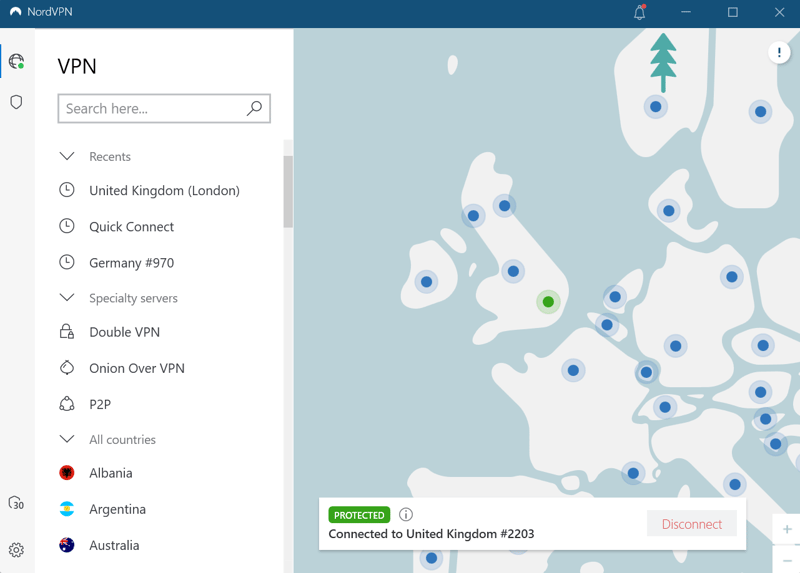 NordVPN
VPN
Search here...
Recents
United Kingdom (London)
Quick Connect
Germany #970
Specialty servers
Double VPN
Onion Over VPN
P2P
All countries
Albania
Argentina
Australia
30
!
PROTECTED
Connected to United Kingdom #2203
Disconnect